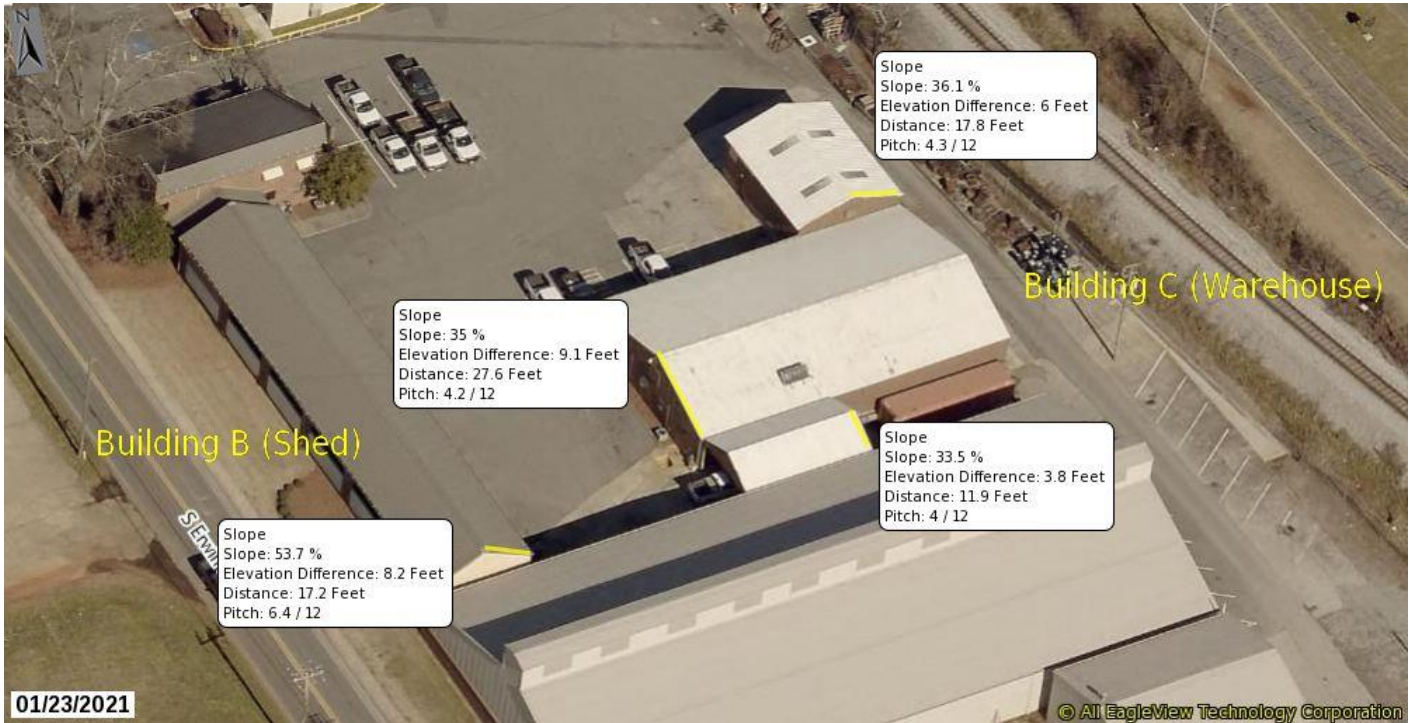 N
Slope
Slope: 36.1 %
Elevation Difference: 6 Feet
Distance: 17.8 Feet
Pitch: 4.3 / 12
Building C (Warehouse)
Slope
Slope: 35 %
Elevation Difference: 9.1 Feet
Distance: 27.6 Feet
Pitch: 4.2 / 12
Building B (Shed)
Slope
Slope: 33.5 %
Elevation Difference: 3.8 Feet
Distance: 11.9 Feet
Pitch: 4 / 12
S Erwin
Slope
Slope: 53.7 %
Elevation Difference: 8.2 Feet
Distance: 17.2 Feet
Pitch: 6.4 / 12
01/23/2021
© All EagleView Technology Corporation